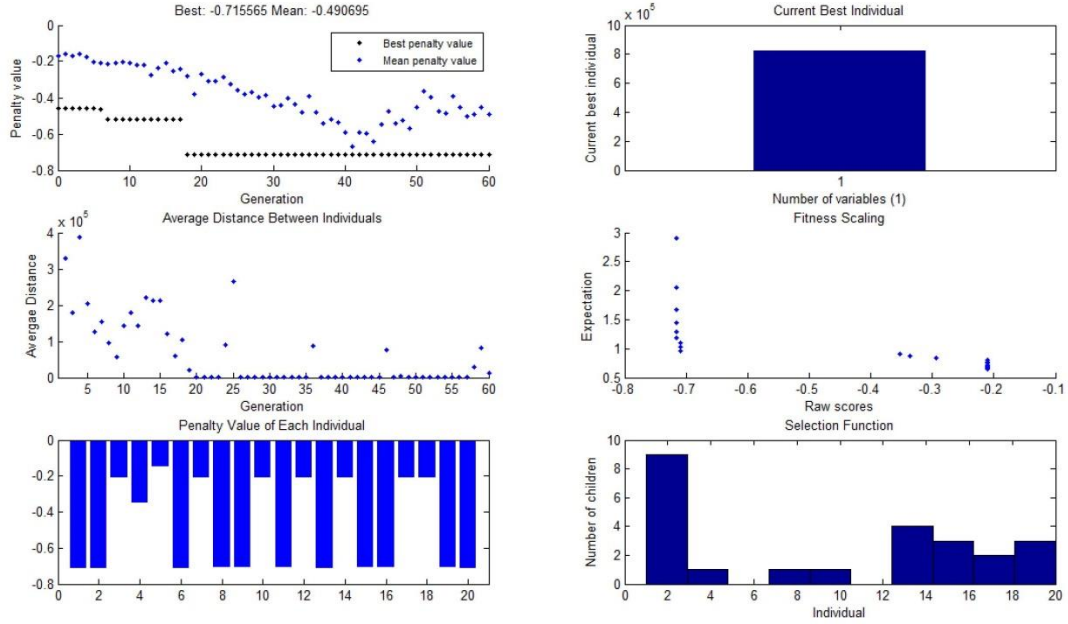 Best: -0.715565 Mean: -0.490695
0
-0.2
-0.4
-0.6
-0.8
Penalty value
Best penalty value
Mean penalty value
0 10 20 30 40 50 60
Generation
Current Best Individual
x 10^5
10
8
6
4
2
0
Current best individual
1
Number of variables (1)
Average Distance Between Individuals
x 10^5
4
3
2
1
0
Avergae Distance
5 10 15 20 25 30 35 40 45 50 55 60
Generation
Fitness Scaling
3
2.5
2
1.5
1
0.5
Expectation
-0.8 -0.7 -0.6 -0.5 -0.4 -0.3 -0.2 -0.1
Raw scores
Penalty Value of Each Individual
0
-0.2
-0.4
-0.6
-0.8
0 2 4 6 8 10 12 14 16 18 20
Selection Function
10
8
6
4
2
0
Number of children
0 2 4 6 8 10 12 14 16 18 20
Individual